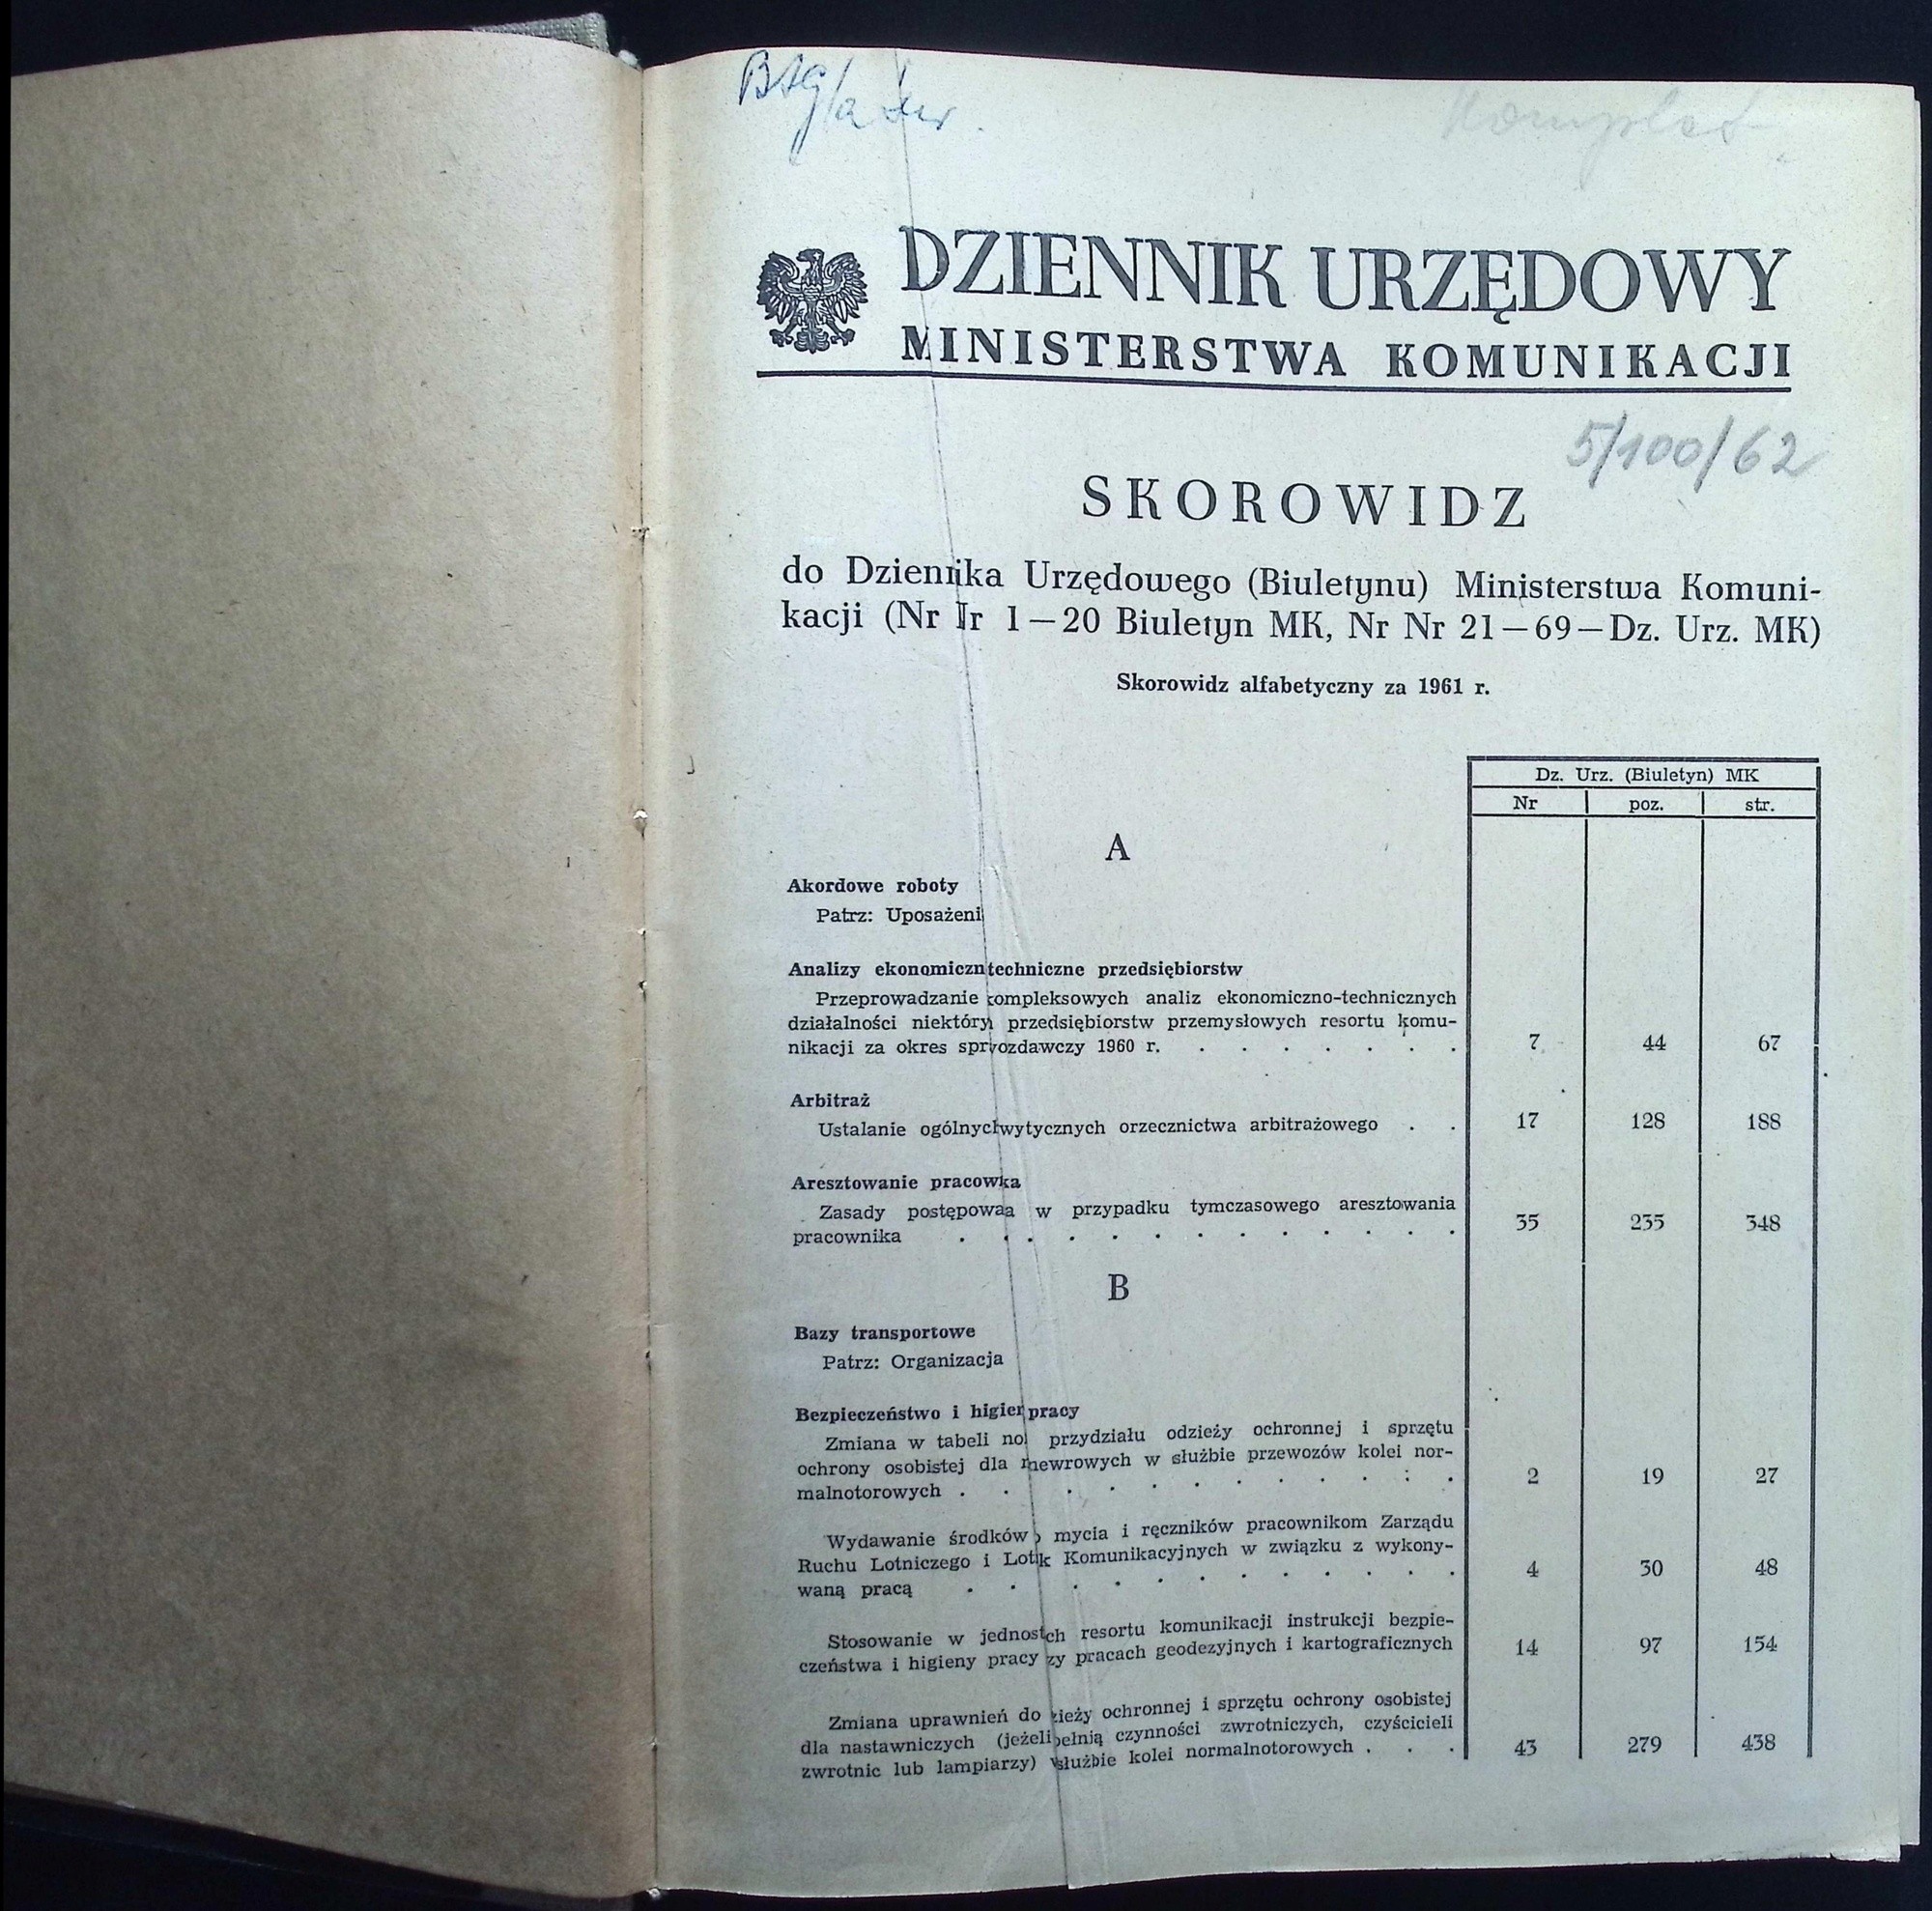 Komplet
DZIENNIK URZĘDOWY
MINISTERSTWA KOMUNIKACJI
5/100/62
SKOROWIDZ
do Dziennika Urzędowego (Biuletynu) Ministerstwa Komuni-
kacji (Nr Nr 1—20 Biuletyn MK, Nr Nr 21—69—Dz. Urz. MK)
Skorowidz alfabetyczny za 1961 r.
Dz. Urz. (Biuletyn) MK
Nr poz. str.
A
Akordowe roboty
Patrz: Uposażeni
Analizy ekonomiczntechniczne przedsiębiorstw
Przeprowadzanie kompleksowych analiz ekonomiczno-technicznych
działalności niektóry przedsiębiorstw przemysłowych resortu komu-
nikacji za okres sprwozdawczy 1960 r. . . . . . . . 7 44 67
Arbitraż
Ustalanie ogólnych wytycznych orzecznictwa arbitrażowego . . 17 128 188
Aresztowanie pracowka
Zasady postępowaa w przypadku tymczasowego aresztowania
pracownika . . . . . . . . . . . . . 35 235 348
B
Bazy transportowe
Patrz: Organizacja
Bezpieczeństwo i higien pracy
Zmiana w tabeli no przydziału odzieży ochronnej i sprzętu
ochrony osobistej dla mewrowych w służbie przewozów kolei nor-
malnotorowych . . . . . . . . . . . . 2 19 27
Wydawanie środków o mycia i ręczników pracownikom Zarządu
Ruchu Lotniczego i Lotik Komunikacyjnych w związku z wykony-
waną pracą . . . . . . . . . . . . 4 30 48
Stosowanie w jednostch resortu komunikacji instrukcji bezpie-
czeństwa i higieny pracy zy pracach geodezyjnych i kartograficznych 14 97 154
Zmiana uprawnień do zieży ochronnej i sprzętu ochrony osobistej
dla nastawniczych (jeżeli pełnią czynności zwrotniczych, czyścicieli
zwrotnic lub lampiarzy) w służbie kolei normalnotorowych . . . 43 279 438